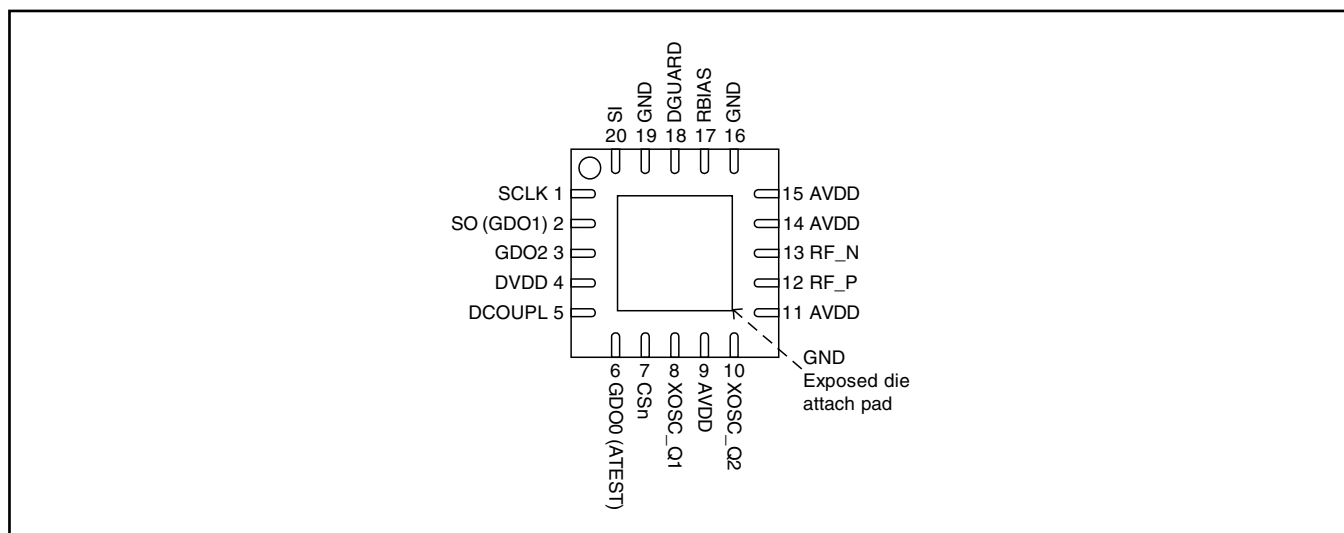 SI
GND
DGUARD
RBIAS
GND
20 19 18 17 16
SCLK 1
SO (GDO1) 2
GDO2 3
DVDD 4
DCOUPL 5
15 AVDD
14 AVDD
13 RF_N
12 RF_P
11 AVDD
6 7 8 9 10
GDO0 (ATEST)
CSn
XOSC_Q1
AVDD
XOSC_Q2
GND
Exposed die
attach pad